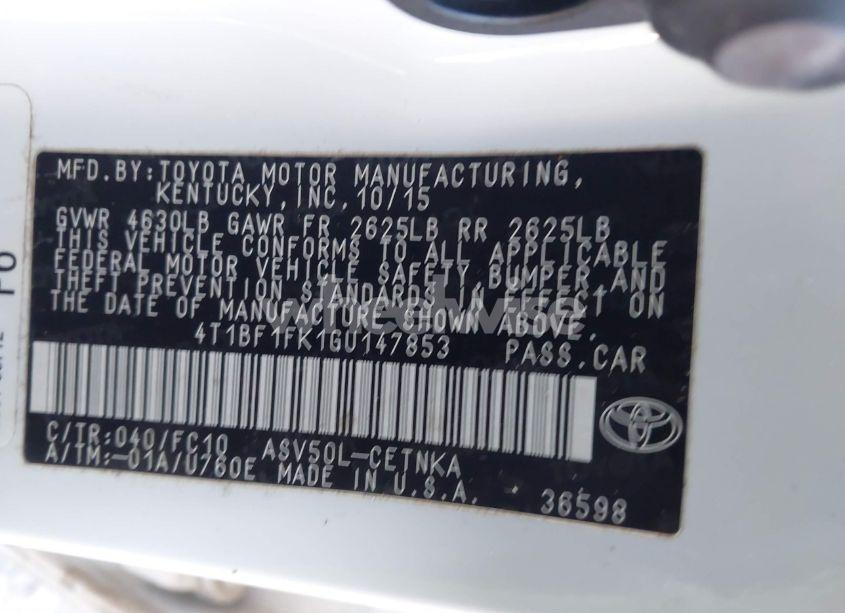 MFD.BY:TOYOTA MOTOR MANUFACTURING,
KENTUCKY, INC. 10/15
GVWR 4630LB GAWR FR 2625LB RR 2625LB
THIS VEHICLE CONFORMS TO ALL APPLICABLE
FEDERAL MOTOR VEHICLE SAFETY, BUMPER, AND
THEFT PREVENTION STANDARDS IN EFFECT ON
THE DATE OF MANUFACTURE SHOWN ABOVE.
4T1BF1FK1GU147853 PASS.CAR
C/TR:040/FC10 ASV50L-CETNKA
A/TM:-01A/U760E MADE IN U.S.A.
36598